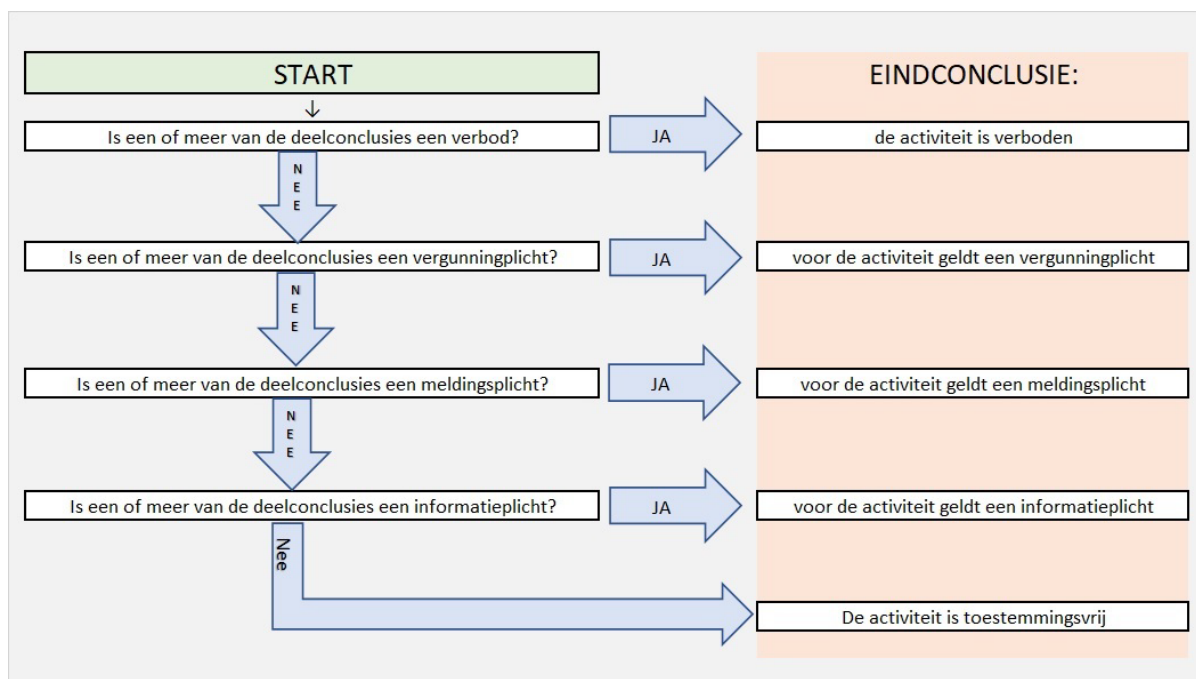 START
EINDCONCLUSIE:
↓
Is een of meer van de deelconclusies een verbod?
JA
de activiteit is verboden
NEE
Is een of meer van de deelconclusies een vergunningplicht?
JA
voor de activiteit geldt een vergunningplicht
NEE
Is een of meer van de deelconclusies een meldingsplicht?
JA
voor de activiteit geldt een meldingsplicht
NEE
Is een of meer van de deelconclusies een informatieplicht?
JA
voor de activiteit geldt een informatieplicht
Nee
De activiteit is toestemmingsvrij